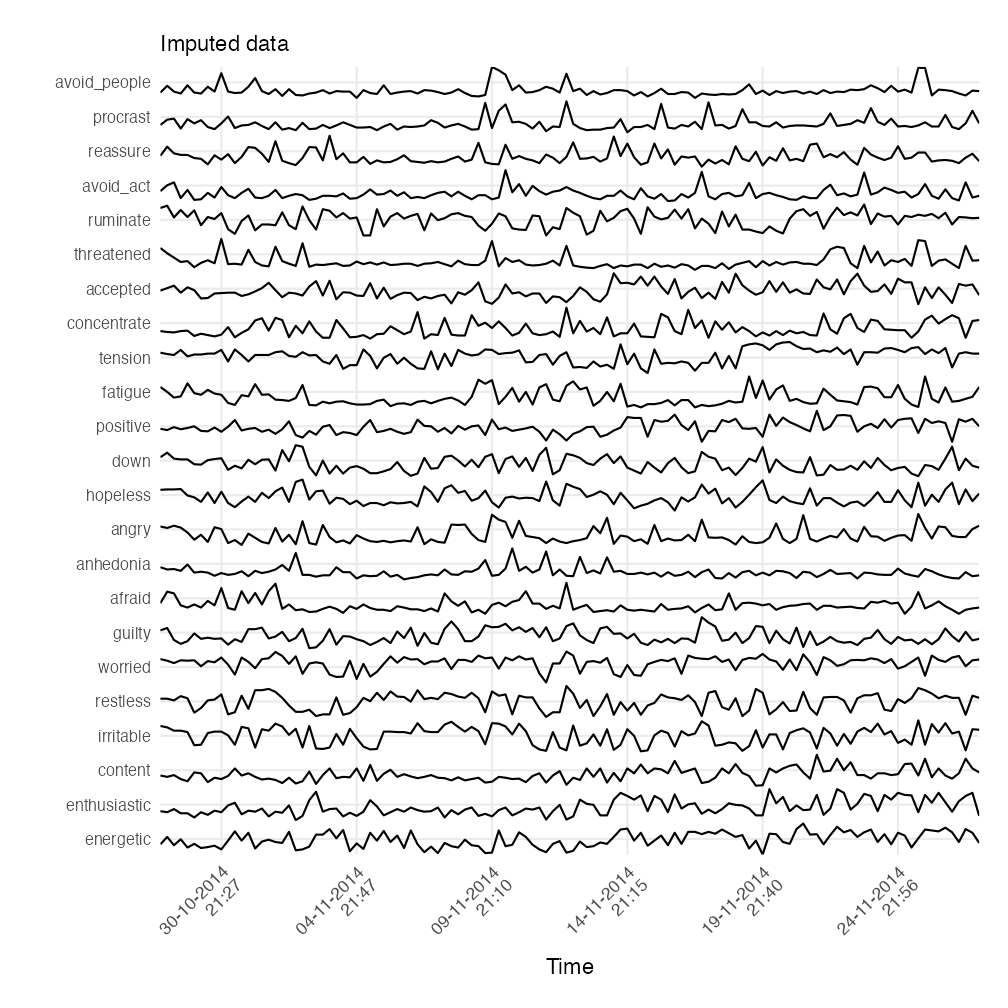 Imputed data
avoid_people
procrast
reassure
avoid_act
ruminate
threatened
accepted
concentrate
tension
fatigue
positive
down
hopeless
angry
anhedonia
afraid
guilty
worried
restless
irritable
content
enthusiastic
energetic
30-10-2014
21:27
04-11-2014
21:47
09-11-2014
21:10
14-11-2014
21:15
19-11-2014
21:40
24-11-2014
21:56
Time